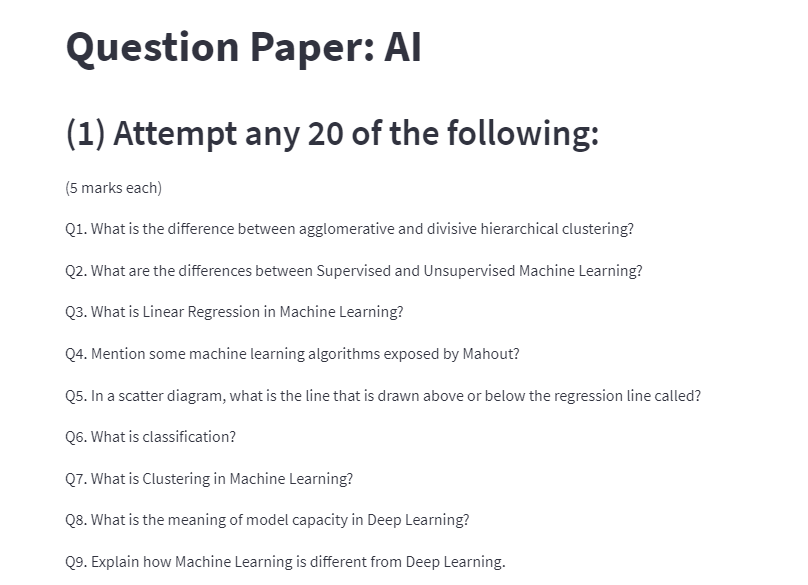 Question Paper: AI
(1) Attempt any 20 of the following:
(5 marks each)
Q1. What is the difference between agglomerative and divisive hierarchical clustering?
Q2. What are the differences between Supervised and Unsupervised Machine Learning?
Q3. What is Linear Regression in Machine Learning?
Q4. Mention some machine learning algorithms exposed by Mahout?
Q5. In a scatter diagram, what is the line that is drawn above or below the regression line called?
Q6. What is classification?
Q7. What is Clustering in Machine Learning?
Q8. What is the meaning of model capacity in Deep Learning?
Q9. Explain how Machine Learning is different from Deep Learning.